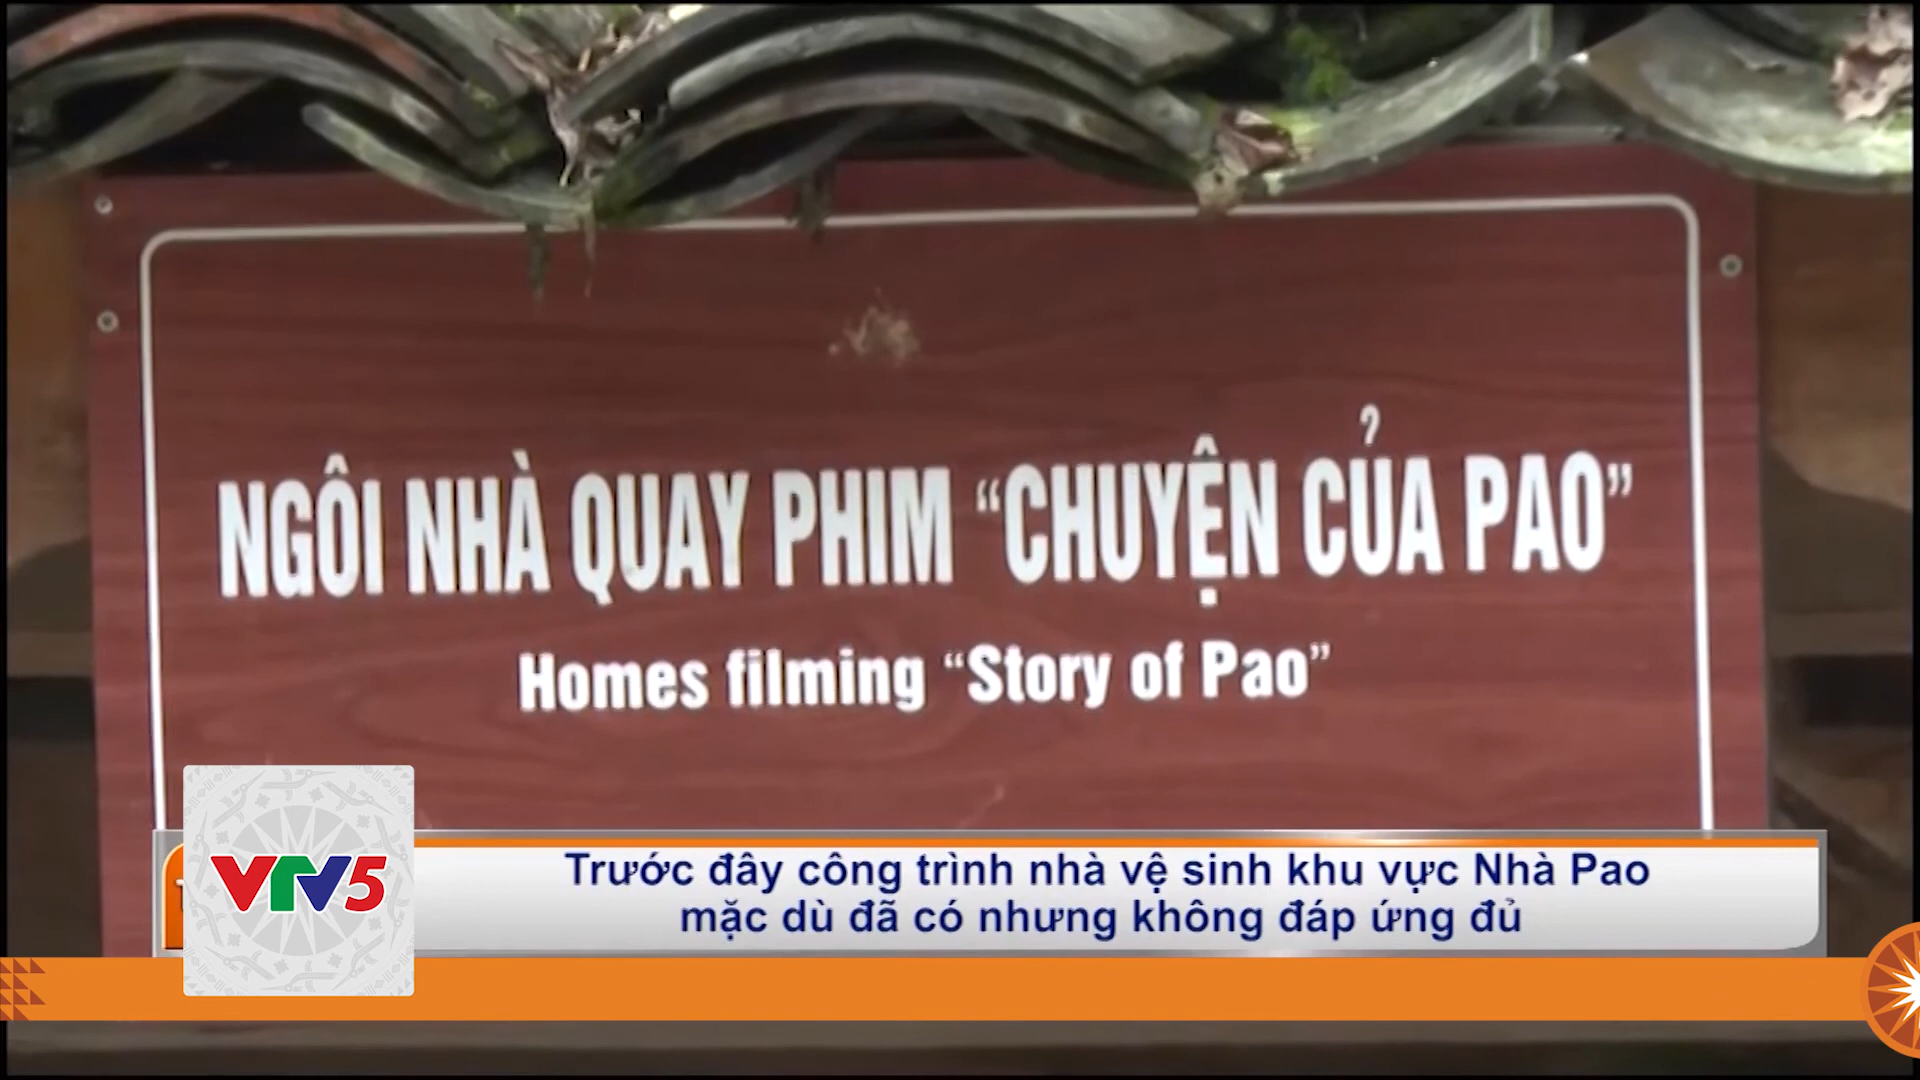 NGÔI NHÀ QUAY PHIM “CHUYỆN CỦA PAO”
Homes filming “Story of Pao”
VTV5
Trước đây công trình nhà vệ sinh khu vực Nhà Pao
mặc dù đã có nhưng không đáp ứng đủ